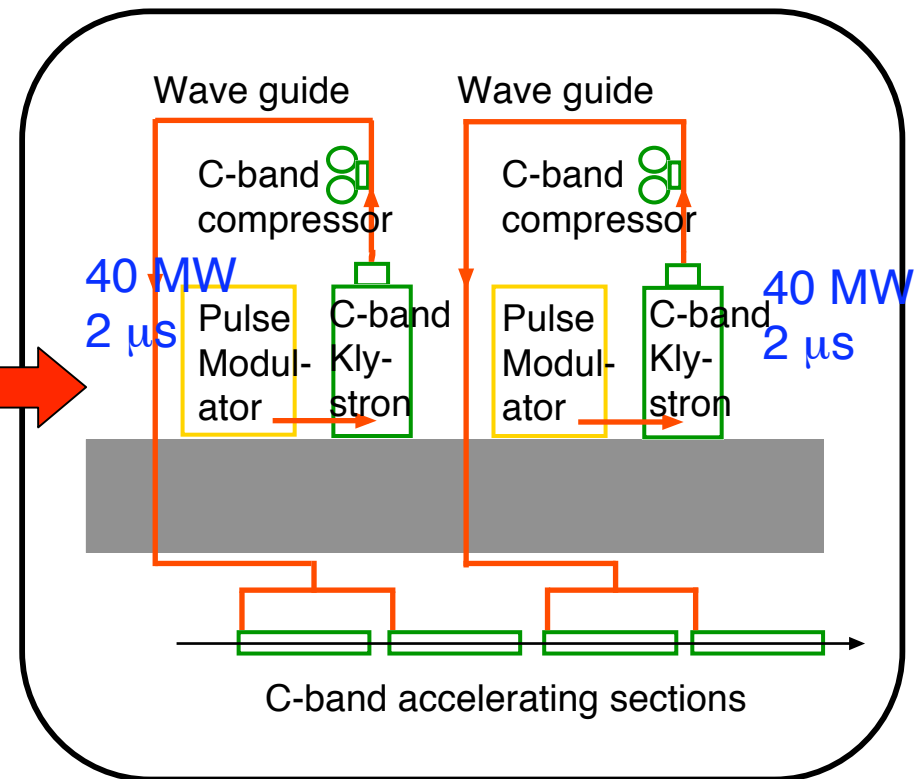 Wave guide
Wave guide
C-band
compressor
C-band
compressor
40 MW
2 μs
Pulse
Modul-
ator
C-band
Kly-
stron
Pulse
Modul-
ator
C-band
Kly-
stron
40 MW
2 μs
C-band accelerating sections